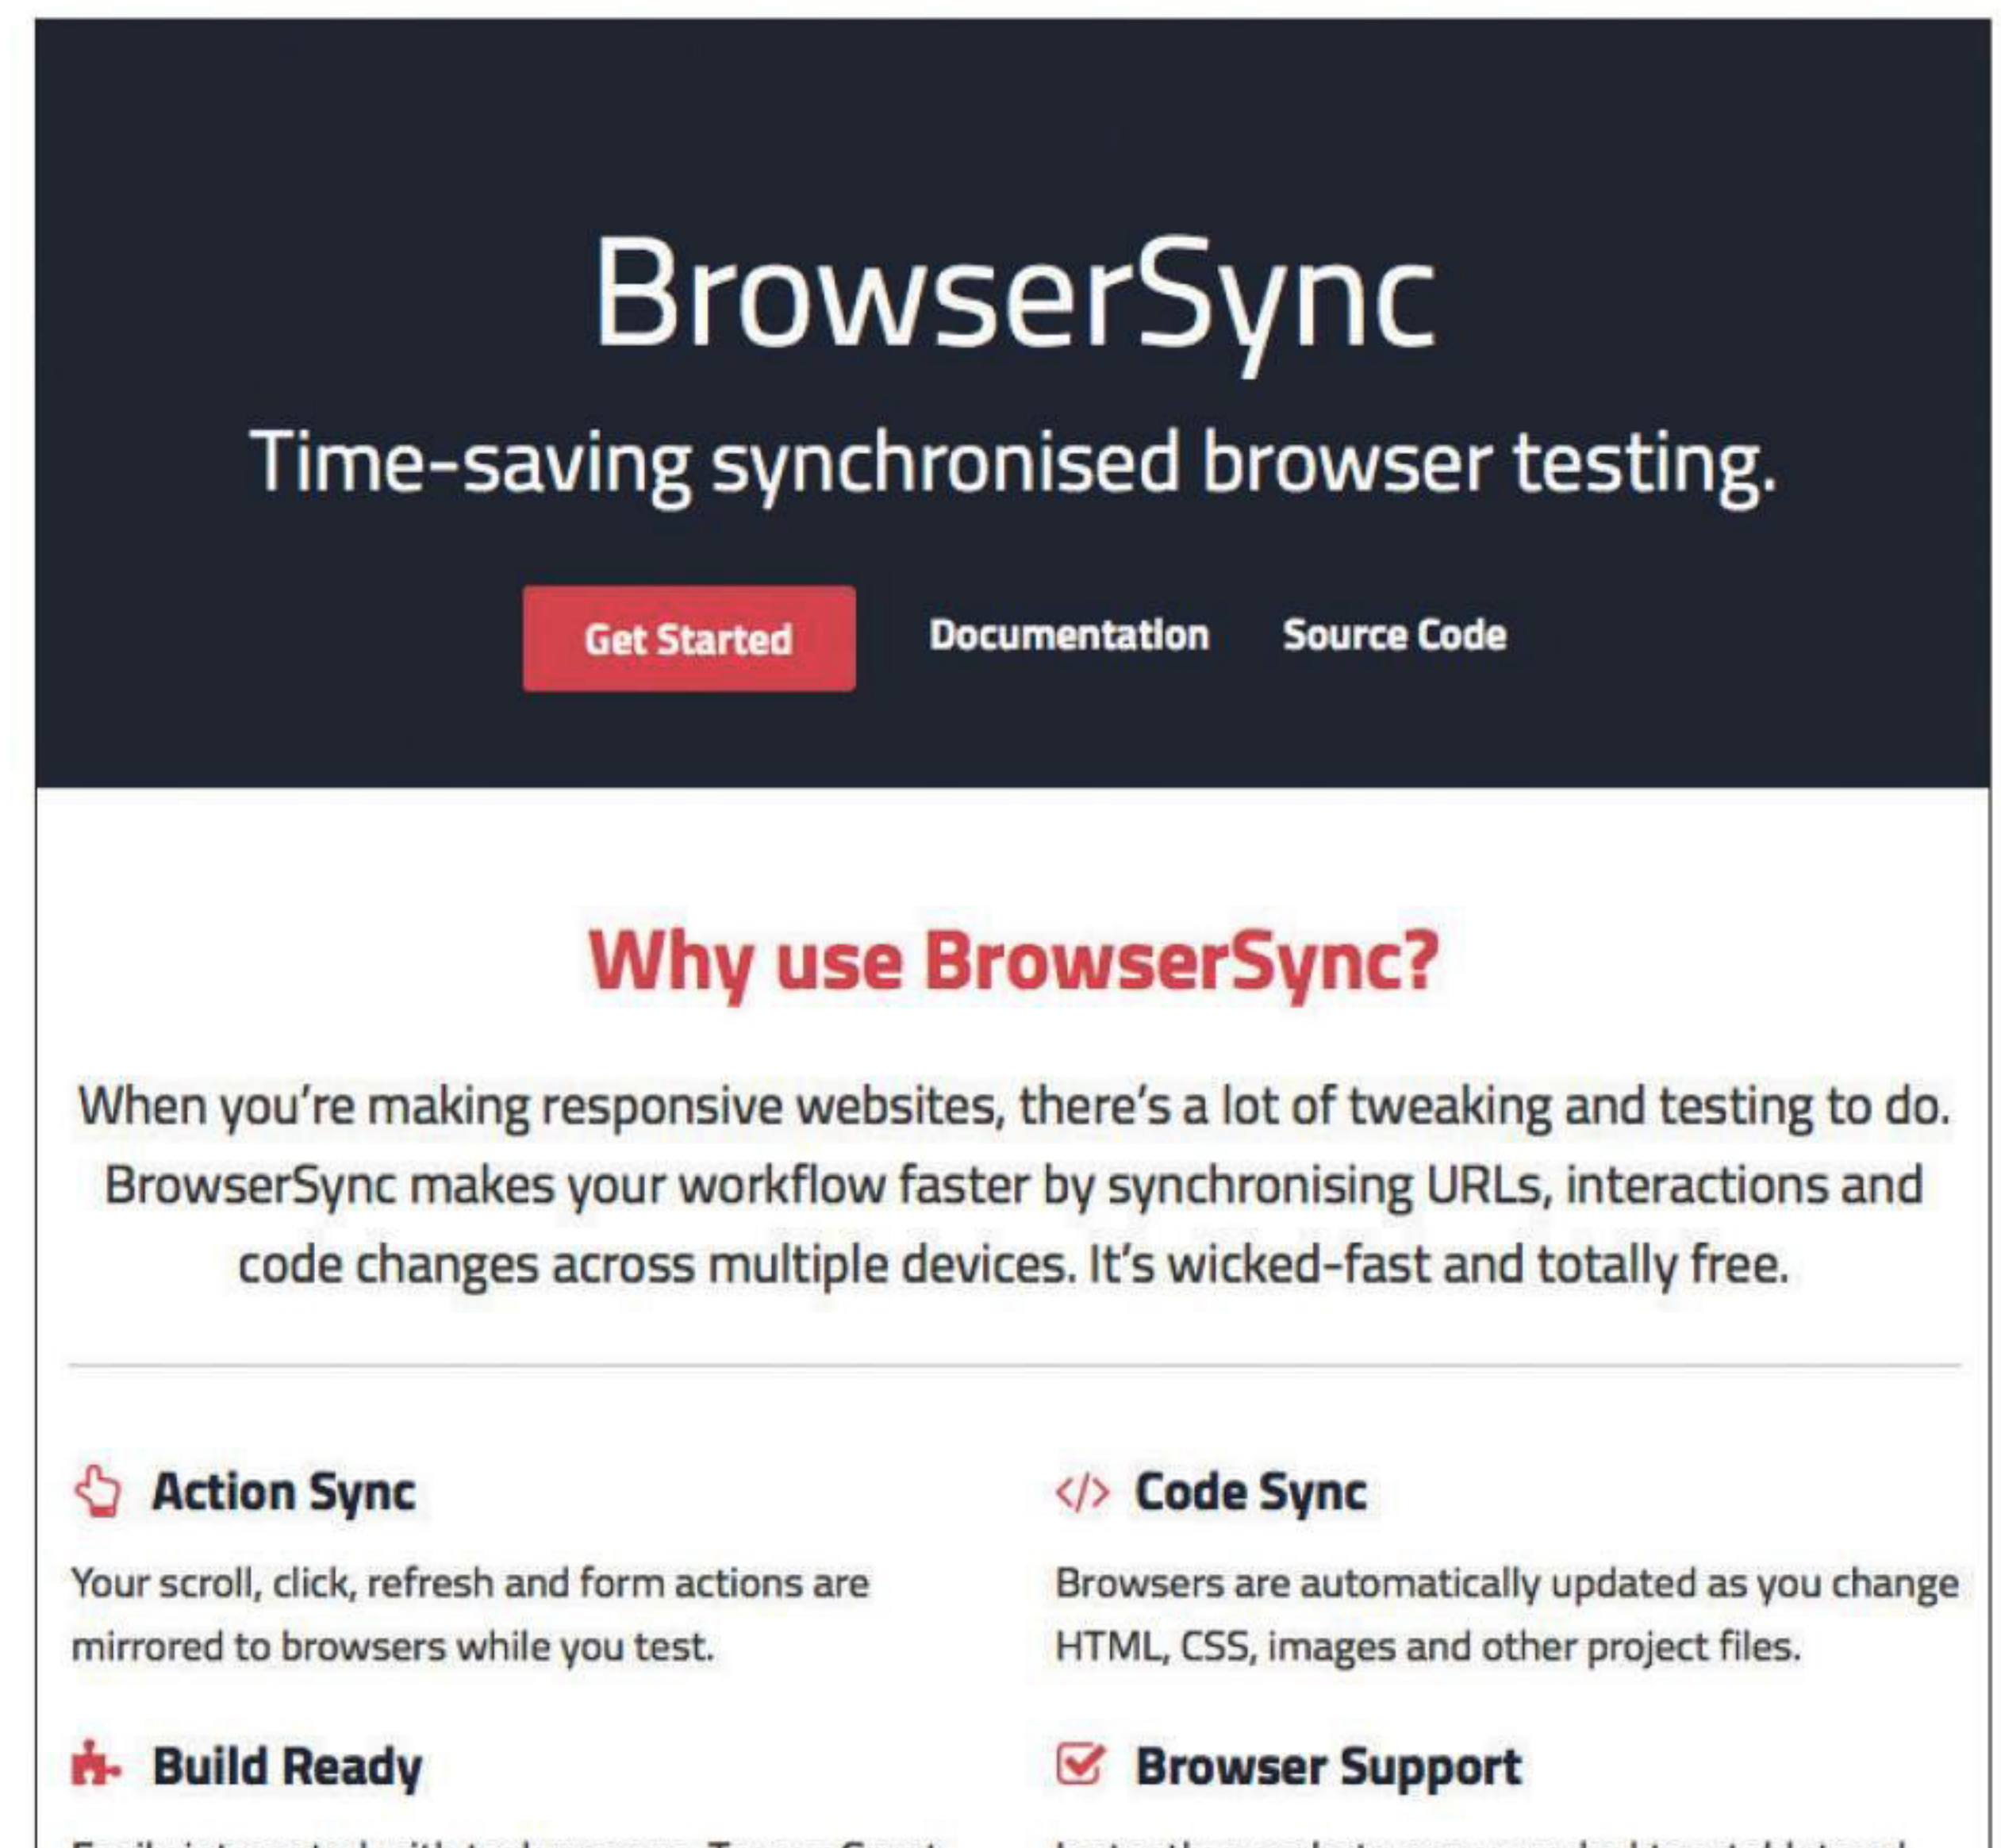 BrowserSync
Time-saving synchronised browser testing.
Get Started
Documentation
Source Code
Why use BrowserSync?
When you're making responsive websites, there's a lot of tweaking and testing to do.
BrowserSync makes your workflow faster by synchronising URLs, interactions and
code changes across multiple devices. It's wicked-fast and totally free.
Action Sync
Your scroll, click, refresh and form actions are
mirrored to browsers while you test.
Code Sync
Browsers are automatically updated as you change
HTML, CSS, images and other project files.
Build Ready
Browser Support